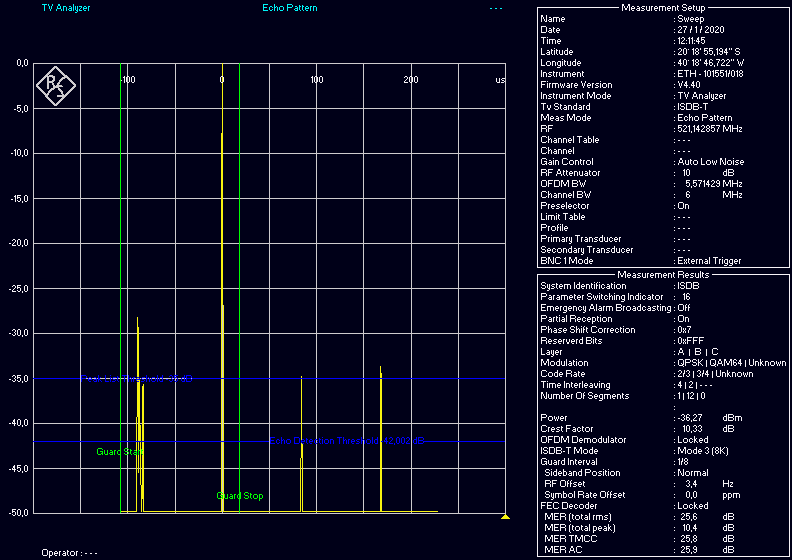 TV Analyzer Echo Pattern ---
0,0
-100 0 100 200 us
-5,0
-10,0
-15,0
-20,0
-25,0
-30,0
-35,0
Echo Detection Threshold -42,000 dB
-40,0
Guard Start
-45,0
Guard Stop
-50,0
Operator : ---
Measurement Setup
Name : Sweep
Date : 27 / 1 / 2020
Time : 12:11:45
Latitude : 20° 18' 55,194" S
Longitude : 40° 18' 46,722" W
Instrument : ETH - 101551/018
Firmware Version : V4.40
Instrument Mode : TV Analyzer
Tv Standard : ISDB-T
Meas Mode : Echo Pattern
RF : 521,142857 MHz
Channel Table : ---
Channel : ---
Gain Control : Auto Low Noise
RF Attenuator : 10 dB
OFDM BW : 5,571429 MHz
Channel BW : 6 MHz
Preselector : On
Limit Table : ---
Profile : ---
Primary Transducer : ---
Secondary Transducer : ---
BNC 1 Mode : External Trigger
Measurement Results
System Identification : ISDB
Parameter Switching Indicator : 16
Emergency Alarm Broadcasting : Off
Partial Reception : On
Phase Shift Correction : 0x7
Reserverd Bits : 0xFFF
Layer : A | B | C
Modulation : QPSK | QAM64 | Unknown
Code Rate : 2/3 | 3/4 | Unknown
Time Interleaving : 4 | 2 | ---
Number Of Segments : 1 | 12 | 0
:
Power : -36,27 dBm
Crest Factor : 10,33 dB
OFDM Demodulator : Locked
ISDB-T Mode : Mode 3 (8K)
Guard Interval : 1/8
Sideband Position : Normal
RF Offset : 3,4 Hz
Symbol Rate Offset : 0,0 ppm
FEC Decoder : Locked
MER (total rms) : 25,6 dB
MER (total peak) : 10,4 dB
MER TMCC : 25,8 dB
MER AC : 25,9 dB